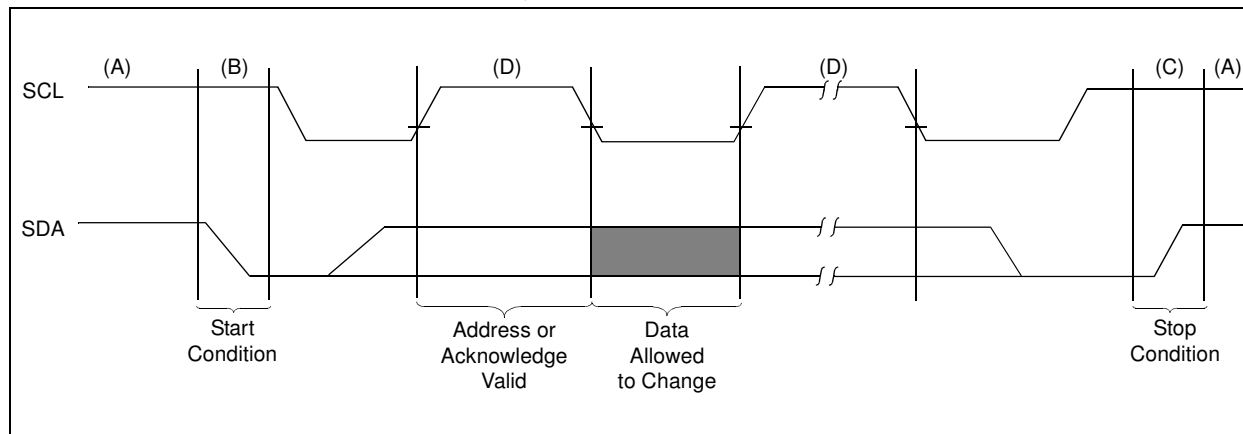 (A) (B) (D) (D) (C) (A)
SCL
SDA
Start
Condition
Address or
Acknowledge
Valid
Data
Allowed
to Change
Stop
Condition